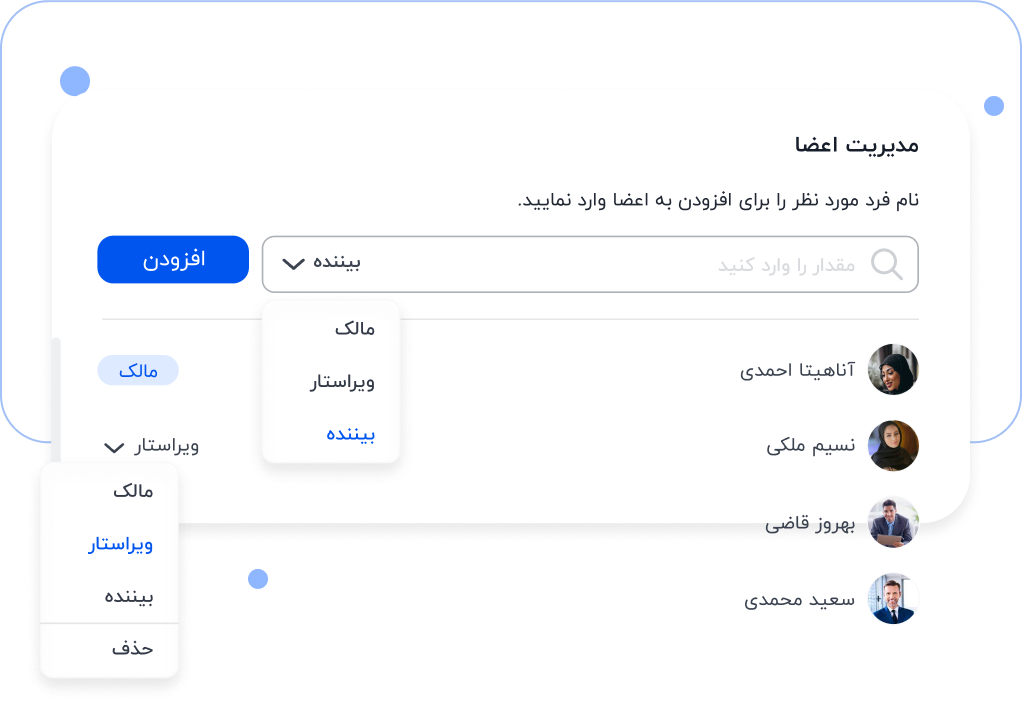 مدیریت اعضا
نام فرد مورد نظر را برای افزودن به اعضا وارد نمایید.
مقدار را وارد کنید
بیننده
افزودن
مالک
ویراستار
بیننده
آناهیتا احمدی
مالک
نسیم ملکی
ویراستار
مالک
ویراستار
بیننده
حذف
بهروز قاضی
سعید محمدی